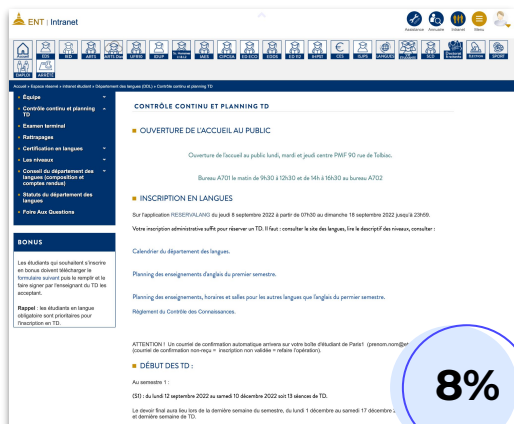 ENT | Intranet
Assistance Annuaire Intranet Menu
EDS IED ARTS UFR05 IDUP IAES CIPCEA ED ECO EDDS ED 02 IHPST CES ISJPS LANGUES SCD ELECTION SPORT
EMPLOI APRÈTÉ
Accueil » Espace réservé » Intranet étudiant » Département des langues (DDL) » Contrôle continu et planning TD
Équipe
Contrôle continu et planning
TD
Examen terminal
Rattrapages
Certification en langues
Les niveaux
Conseil du département des
langues (composition et
comptes rendus)
Statuts du département des
langues
Foire Aux Questions
BONUS
Les étudiants qui souhaitent s'inscrire
en bonus doivent télécharger le
formulaire suivant puis le remplir et le
faire signer par l'enseignant du TD les
acceptant.
Rappel : les étudiants en langue
obligatoire sont prioritaires pour
l'inscription en TD.
CONTRÔLE CONTINU ET PLANNING TD
OUVERTURE DE L'ACCUEIL AU PUBLIC
Ouverture de l'accueil au public lundi, mardi et jeudi centre PMF 90 rue de Tolbiac.
Bureau A701 le matin de 9h30 à 12h30 et de 14h à 16h30 au bureau A702
INSCRIPTION EN LANGUES
Sur l'application RESERVALANG du jeudi 8 septembre 2022 à partir de 07h30 au dimanche 18 septembre 2022 jusqu'à 23h59.
Votre inscription administrative suffit pour réserver un TD. Il faut : consulter le site des langues, lire le descriptif des niveaux, consulter :
Calendrier du département des langues.
Planning des enseignements d'anglais du premier semestre.
Planning des enseignements, horaires et salles pour les autres langues que l'anglais du permier semestre.
Réglement du Contrôle des Connaissances.
ATTENTION ! Un courriel de confirmation automatique arrivera sur votre boîte d'étudiant de Paris1 (prenom.nom@et
(courriel de confirmation non-reçu = inscription non validée = refaire l'opération).
DÉBUT DES TD :
Au semestre 1 :
(S1) : du lundi 12 septembre 2022 au samedi 10 décembre 2022 soit 13 séances de TD.
Le devoir final aura lieu lors de la dernière semaine du semestre, du lundi 1 décembre au samedi 17 décembre
et dernière semaine de TD.
8%